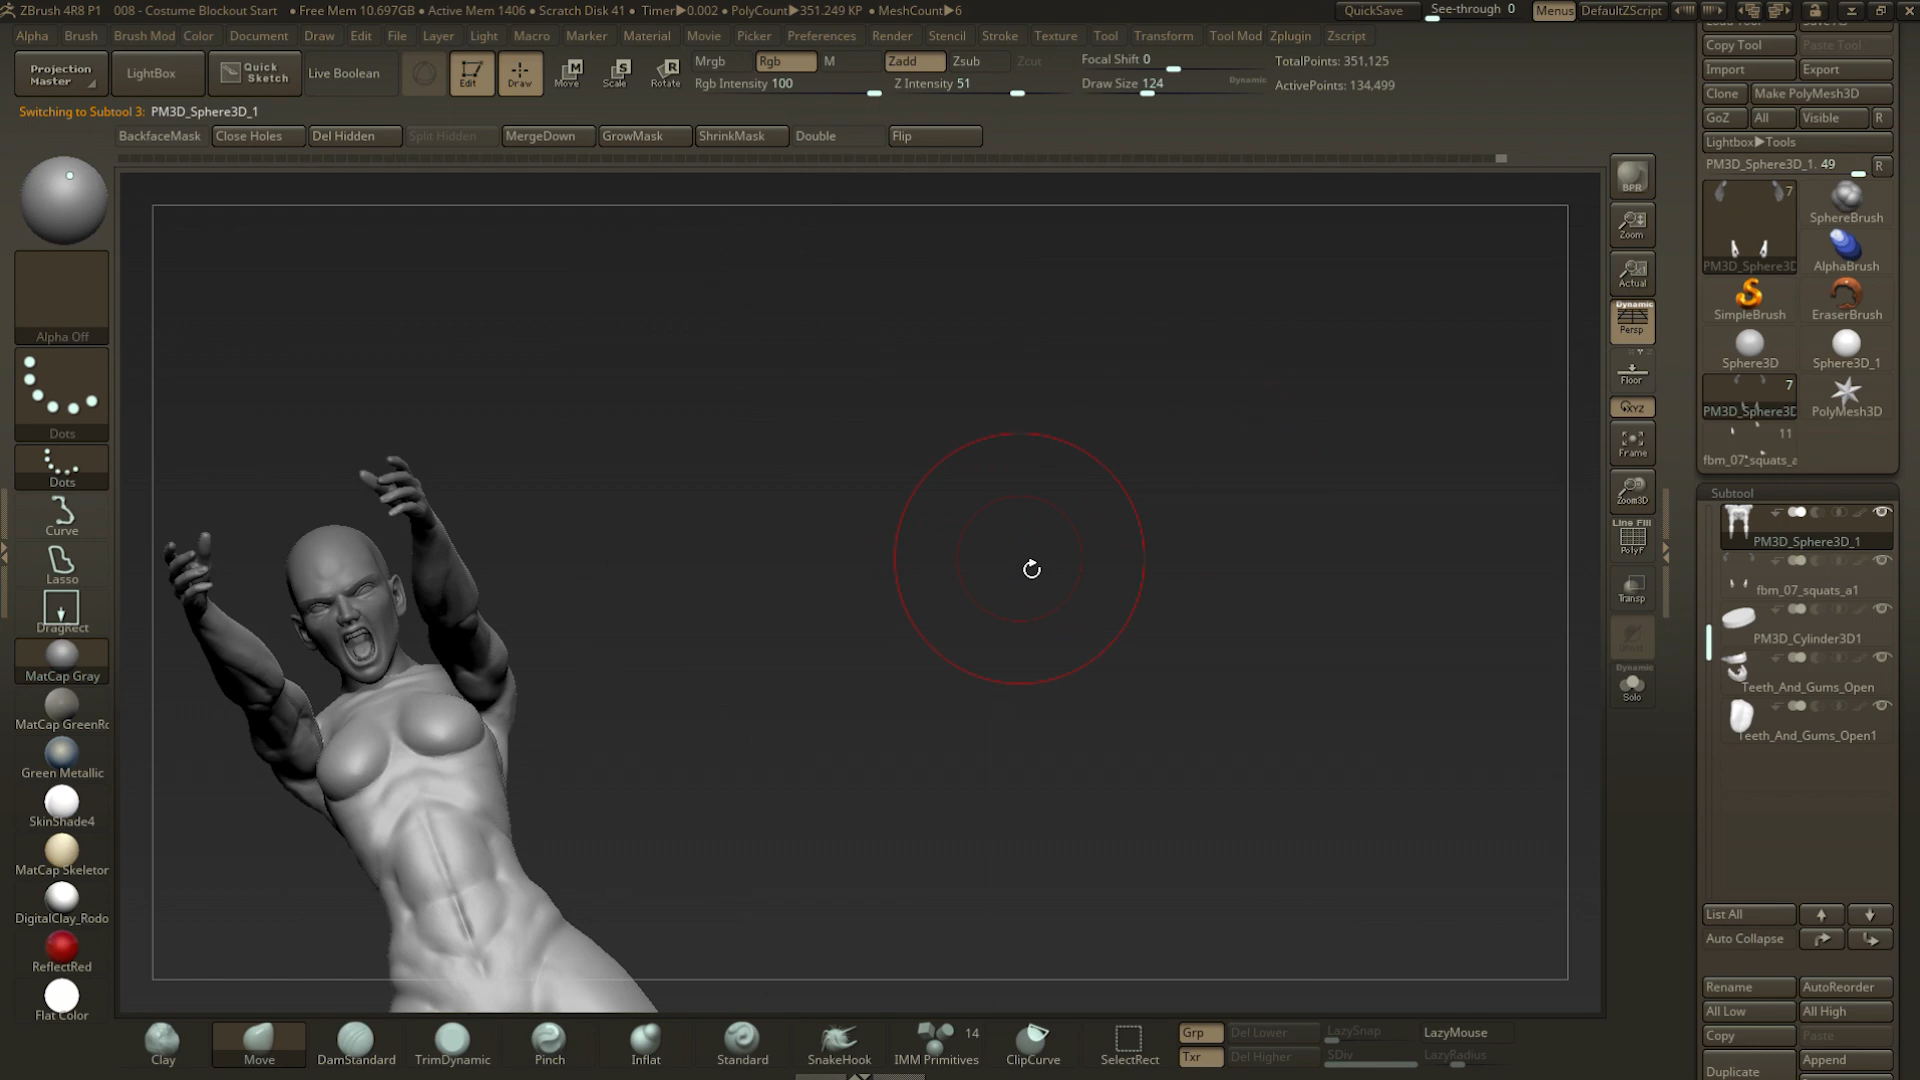 ZBrush 4R8 P1 008 - Costume Blockout Start • Free Mem 10.697GB • Active Mem 1406 • Scratch Disk 41 • Timer▶0.002 • PolyCount▶351.249 KP • MeshCount▶6 QuickSave See-through 0 Menus DefaultZScript
Alpha Brush Brush Mod Color Document Draw Edit File Layer Light Macro Marker Material Movie Picker Preferences Render Stencil Stroke Texture Tool Transform Tool Mod Zplugin Zscript
Copy Tool Paste Tool
Import Export
Clone Make PolyMesh3D
GoZ All Visible R
Lightbox▶Tools
PM3D_Sphere3D_1. 49 R
Projection Master
LightBox
Quick Sketch
Live Boolean
Edit
Draw
Move
Scale
Rotate
Mrgb Rgb M
Rgb Intensity 100
Zadd Zsub Zcut
Z Intensity 51
Focal Shift 0
Draw Size 124
Dynamic
TotalPoints: 351,125
ActivePoints: 134,499
Switching to Subtool 3: PM3D_Sphere3D_1
BackfaceMask Close Holes Del Hidden Split Hidden MergeDown GrowMask ShrinkMask Double Flip
Alpha Off
Dots
Dots
Curve
Lasso
DragRect
MatCap Gray
MatCap GreenRo
Green Metallic
SkinShade4
MatCap Skeletor
DigitalClay_Rodo
ReflectRed
Flat Color
BPR
Zoom
Actual
Dynamic
Persp
Floor
XYZ
Frame
Zoom3D
Line Fill
PolyF
Transp
Dynamic
Solo
7
SphereBrush
PM3D_Sphere3D
AlphaBrush
SimpleBrush
EraserBrush
Sphere3D
Sphere3D_1
7
PM3D_Sphere3D
PolyMesh3D
11
fbm_07_squats_a
Subtool
PM3D_Sphere3D_1
fbm_07_squats_a1
PM3D_Cylinder3D1
Teeth_And_Gums_Open
Teeth_And_Gums_Open1
List All
Auto Collapse
Rename AutoReorder
All Low All High
Copy Paste
Duplicate Append
Clay Move DamStandard TrimDynamic Pinch Inflat Standard SnakeHook IMM Primitives 14 ClipCurve SelectRect
Grp Del Lower LazySnap LazyMouse
Txr Del Higher SDiv LazyRadius